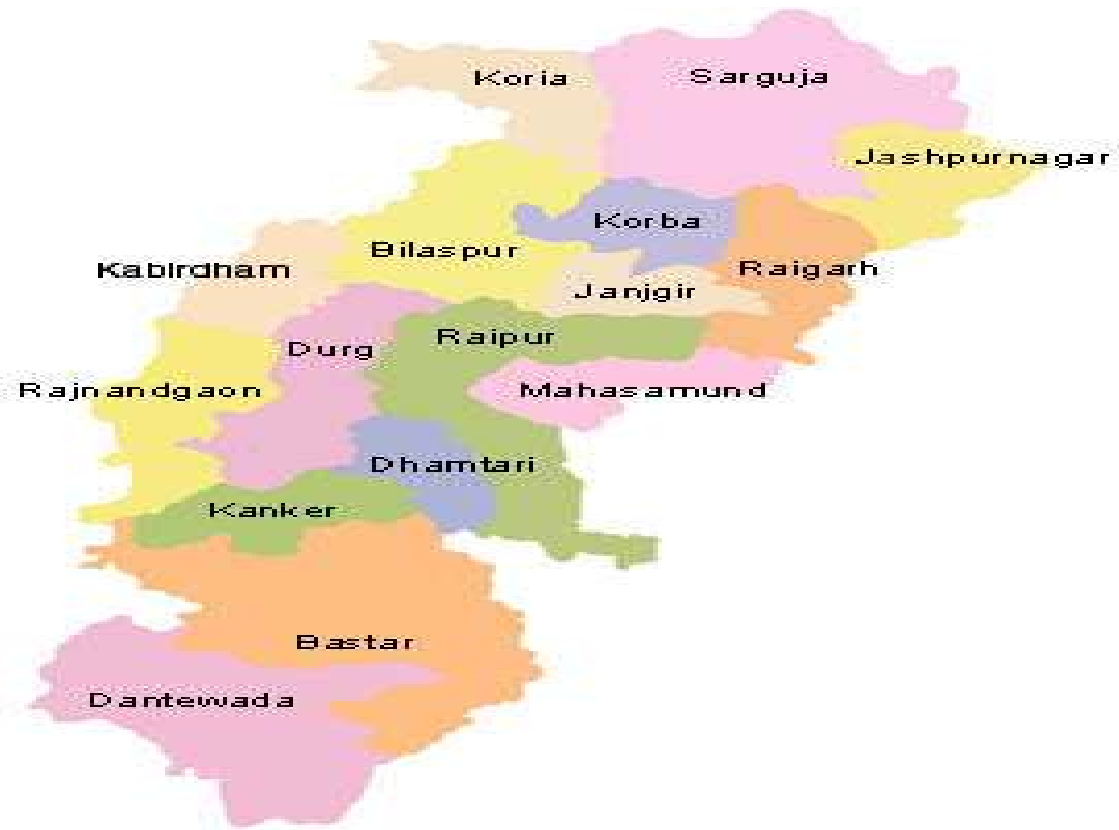 Koria
Sarguja
Jashpurnagar
Korba
Bilaspur
Kabirdham
Raigarh
Janjgir
Raipur
Durg
Rajnandgaon
Mahasamund
Dhamtari
Kanker
Bastar
Dantewada